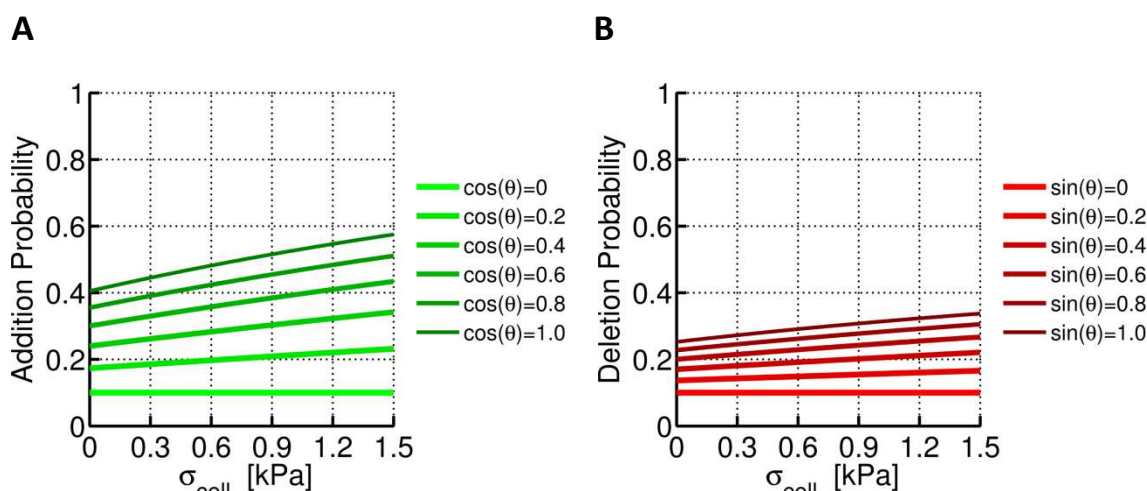 A
B
Addition Probability
1
0.8
0.6
0.4
0.2
0
0 0.3 0.6 0.9 1.2 1.5
σcell [kPa]
cos(θ)=0
cos(θ)=0.2
cos(θ)=0.4
cos(θ)=0.6
cos(θ)=0.8
cos(θ)=1.0
Deletion Probability
1
0.8
0.6
0.4
0.2
0
0 0.3 0.6 0.9 1.2 1.5
σcell [kPa]
sin(θ)=0
sin(θ)=0.2
sin(θ)=0.4
sin(θ)=0.6
sin(θ)=0.8
sin(θ)=1.0